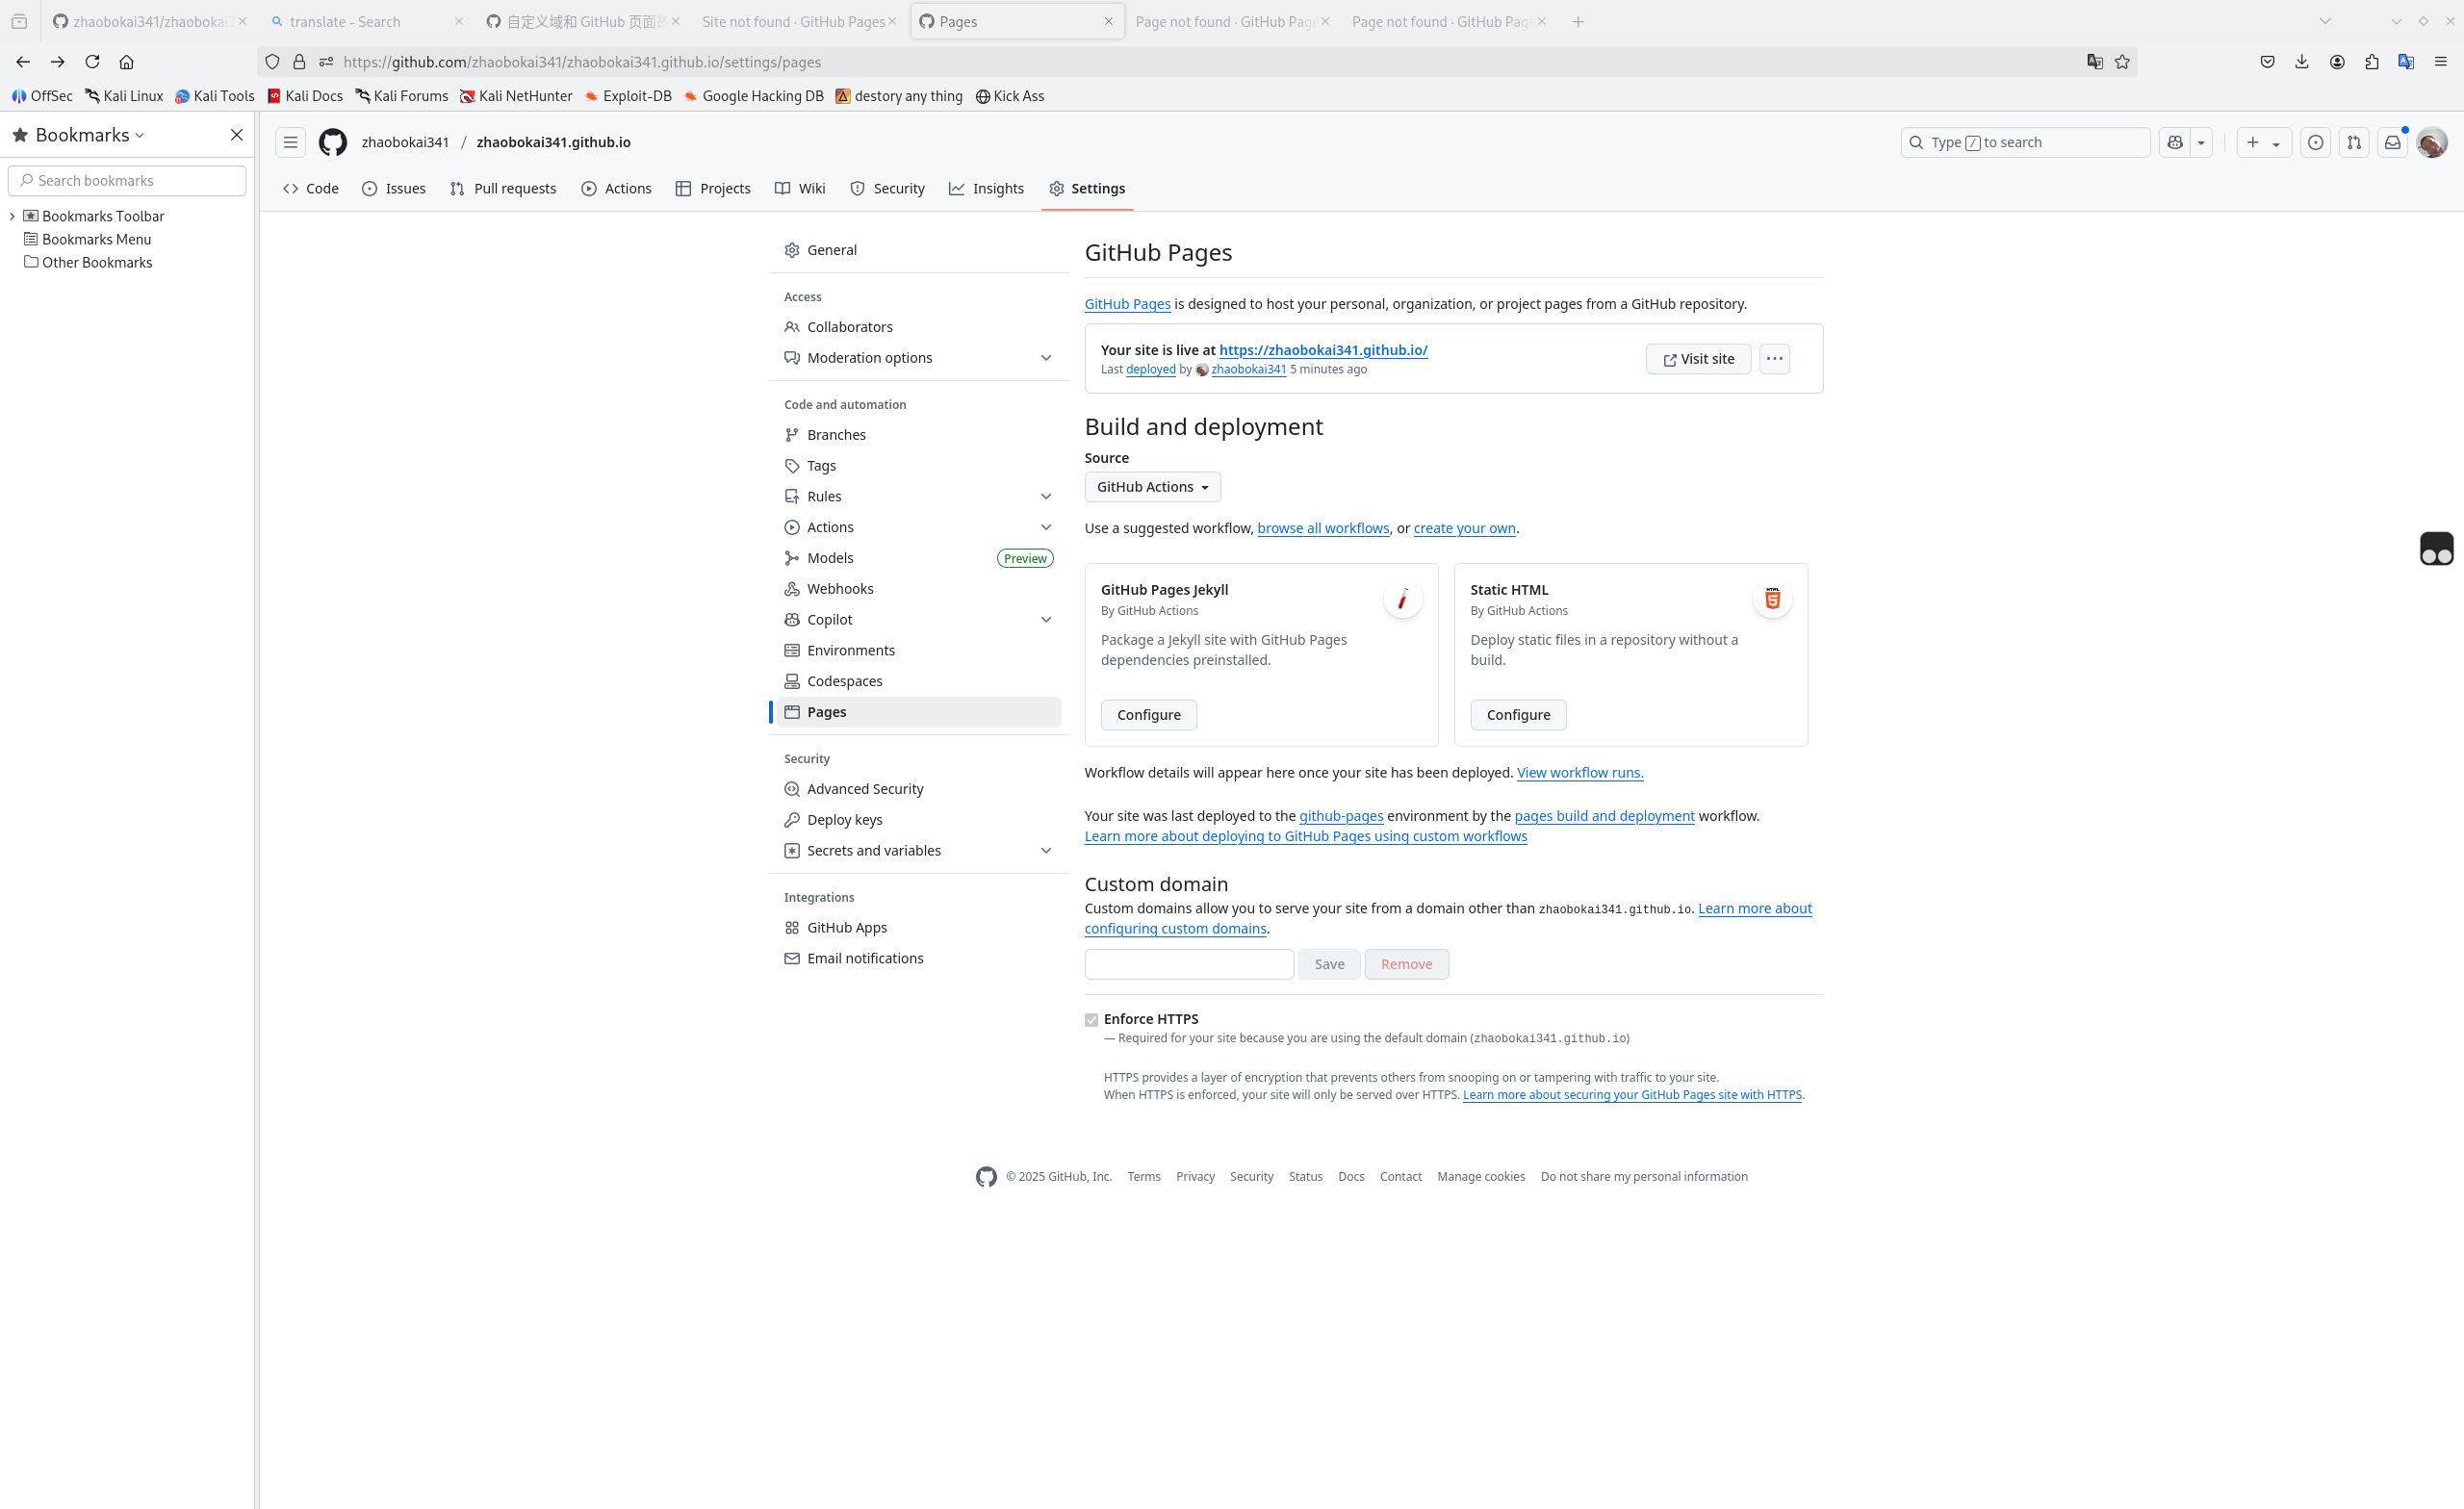 zhaobokai341/zhaobokai3
translate - Search
自定义域和 GitHub 页面故
Site not found · GitHub Pages
Pages
Page not found · GitHub Pag
Page not found · GitHub Pag
https://github.com/zhaobokai341/zhaobokai341.github.io/settings/pages
OffSec
Kali Linux
Kali Tools
Kali Docs
Kali Forums
Kali NetHunter
Exploit-DB
Google Hacking DB
destory any thing
Kick Ass
Bookmarks
Search bookmarks
Bookmarks Toolbar
Bookmarks Menu
Other Bookmarks
zhaobokai341 / zhaobokai341.github.io
Type / to search
Code
Issues
Pull requests
Actions
Projects
Wiki
Security
Insights
Settings
General
Access
Collaborators
Moderation options
Code and automation
Branches
Tags
Rules
Actions
Models
Preview
Webhooks
Copilot
Environments
Codespaces
Pages
Security
Advanced Security
Deploy keys
Secrets and variables
Integrations
GitHub Apps
Email notifications
GitHub Pages
GitHub Pages is designed to host your personal, organization, or project pages from a GitHub repository.
Your site is live at https://zhaobokai341.github.io/
Last deployed by zhaobokai341 5 minutes ago
Visit site
Build and deployment
Source
GitHub Actions
Use a suggested workflow, browse all workflows, or create your own.
GitHub Pages Jekyll
By GitHub Actions
Package a Jekyll site with GitHub Pages
dependencies preinstalled.
Configure
Static HTML
By GitHub Actions
Deploy static files in a repository without a
build.
Configure
Workflow details will appear here once your site has been deployed. View workflow runs.
Your site was last deployed to the github-pages environment by the pages build and deployment workflow.
Learn more about deploying to GitHub Pages using custom workflows
Custom domain
Custom domains allow you to serve your site from a domain other than zhaobokai341.github.io. Learn more about
configuring custom domains.
Save
Remove
Enforce HTTPS
— Required for your site because you are using the default domain (zhaobokai341.github.io)
HTTPS provides a layer of encryption that prevents others from snooping on or tampering with traffic to your site.
When HTTPS is enforced, your site will only be served over HTTPS. Learn more about securing your GitHub Pages site with HTTPS.
© 2025 GitHub, Inc.
Terms
Privacy
Security
Status
Docs
Contact
Manage cookies
Do not share my personal information